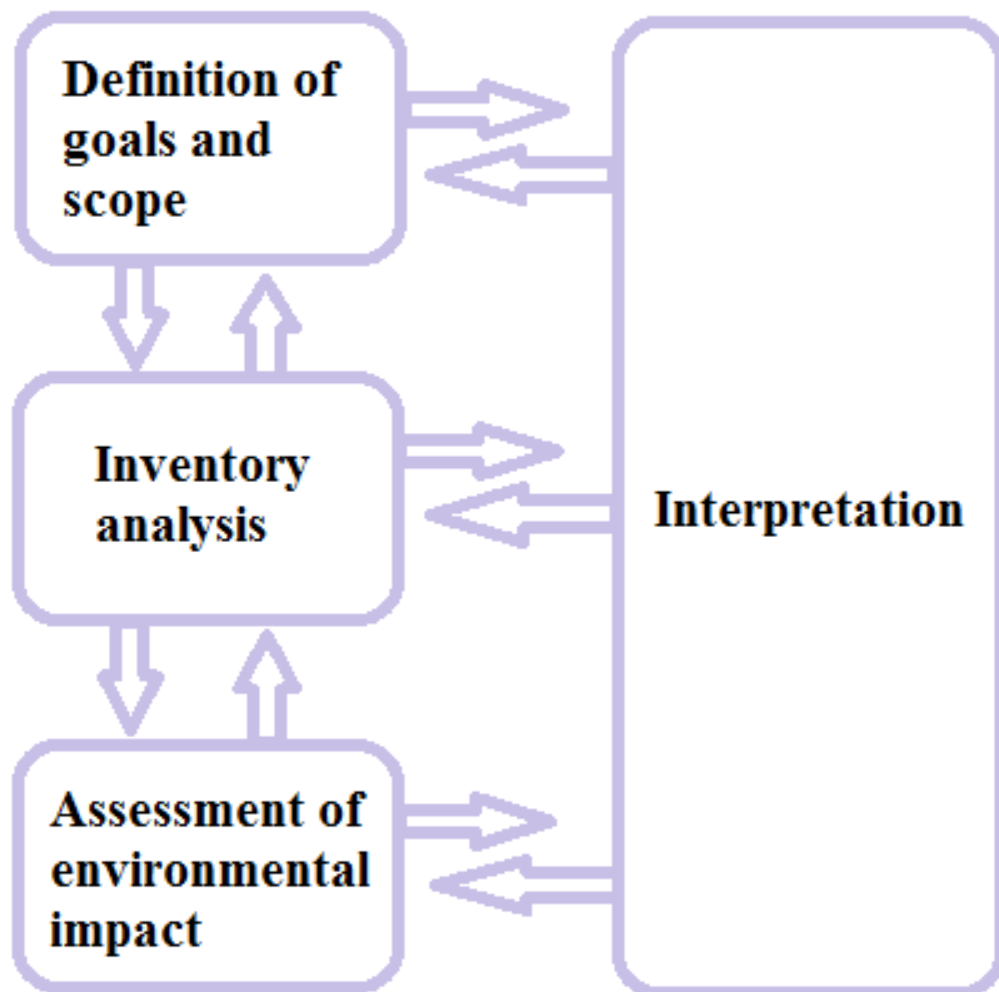 Definition of
goals and
scope
Inventory
analysis
Interpretation
Assessment of
environmental
impact